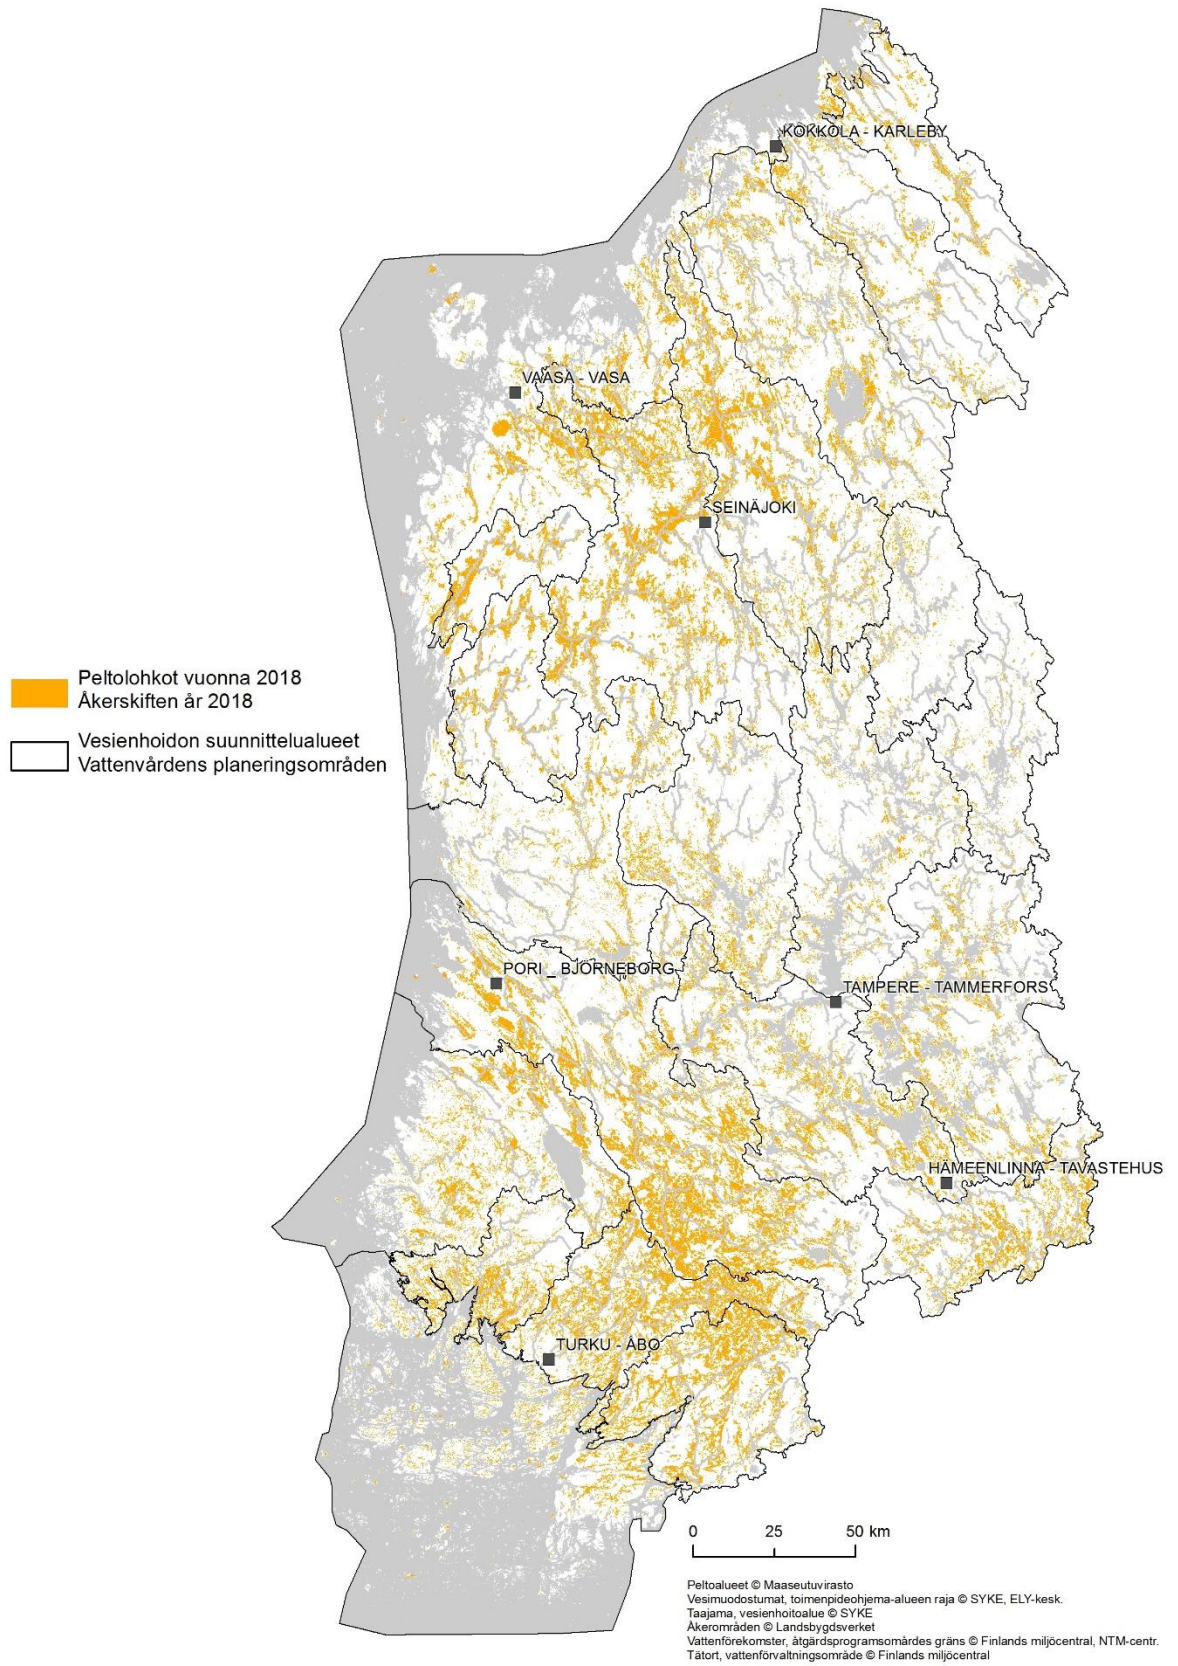 KOKKOLA - KARLEBY
VAASA - VASA
SEINÄJOKI
Peltolohkot vuonna 2018
Åkerskiften år 2018
Vesienhoidon suunnittelualueet
Vattenvårdens planeringsområden
PORI _ BJÖRNEBORG
TAMPERE - TAMMERFORS
HÄMEENLINNA - TAVASTEHUS
TURKU - ÅBO
0 25 50 km
Peltoalueet © Maaseutuvirasto
Vesimuodostumat, toimenpideohjema-alueen raja © SYKE, ELY-kesk.
Taajama, vesienhoitoalue © SYKE
Åkerområden © Landsbygdsverket
Vattenförekomster, åtgärdsprogramsomårdes gräns © Finlands miljöcentral, NTM-centr.
Tätort, vattenförvaltningsområde © Finlands miljöcentral